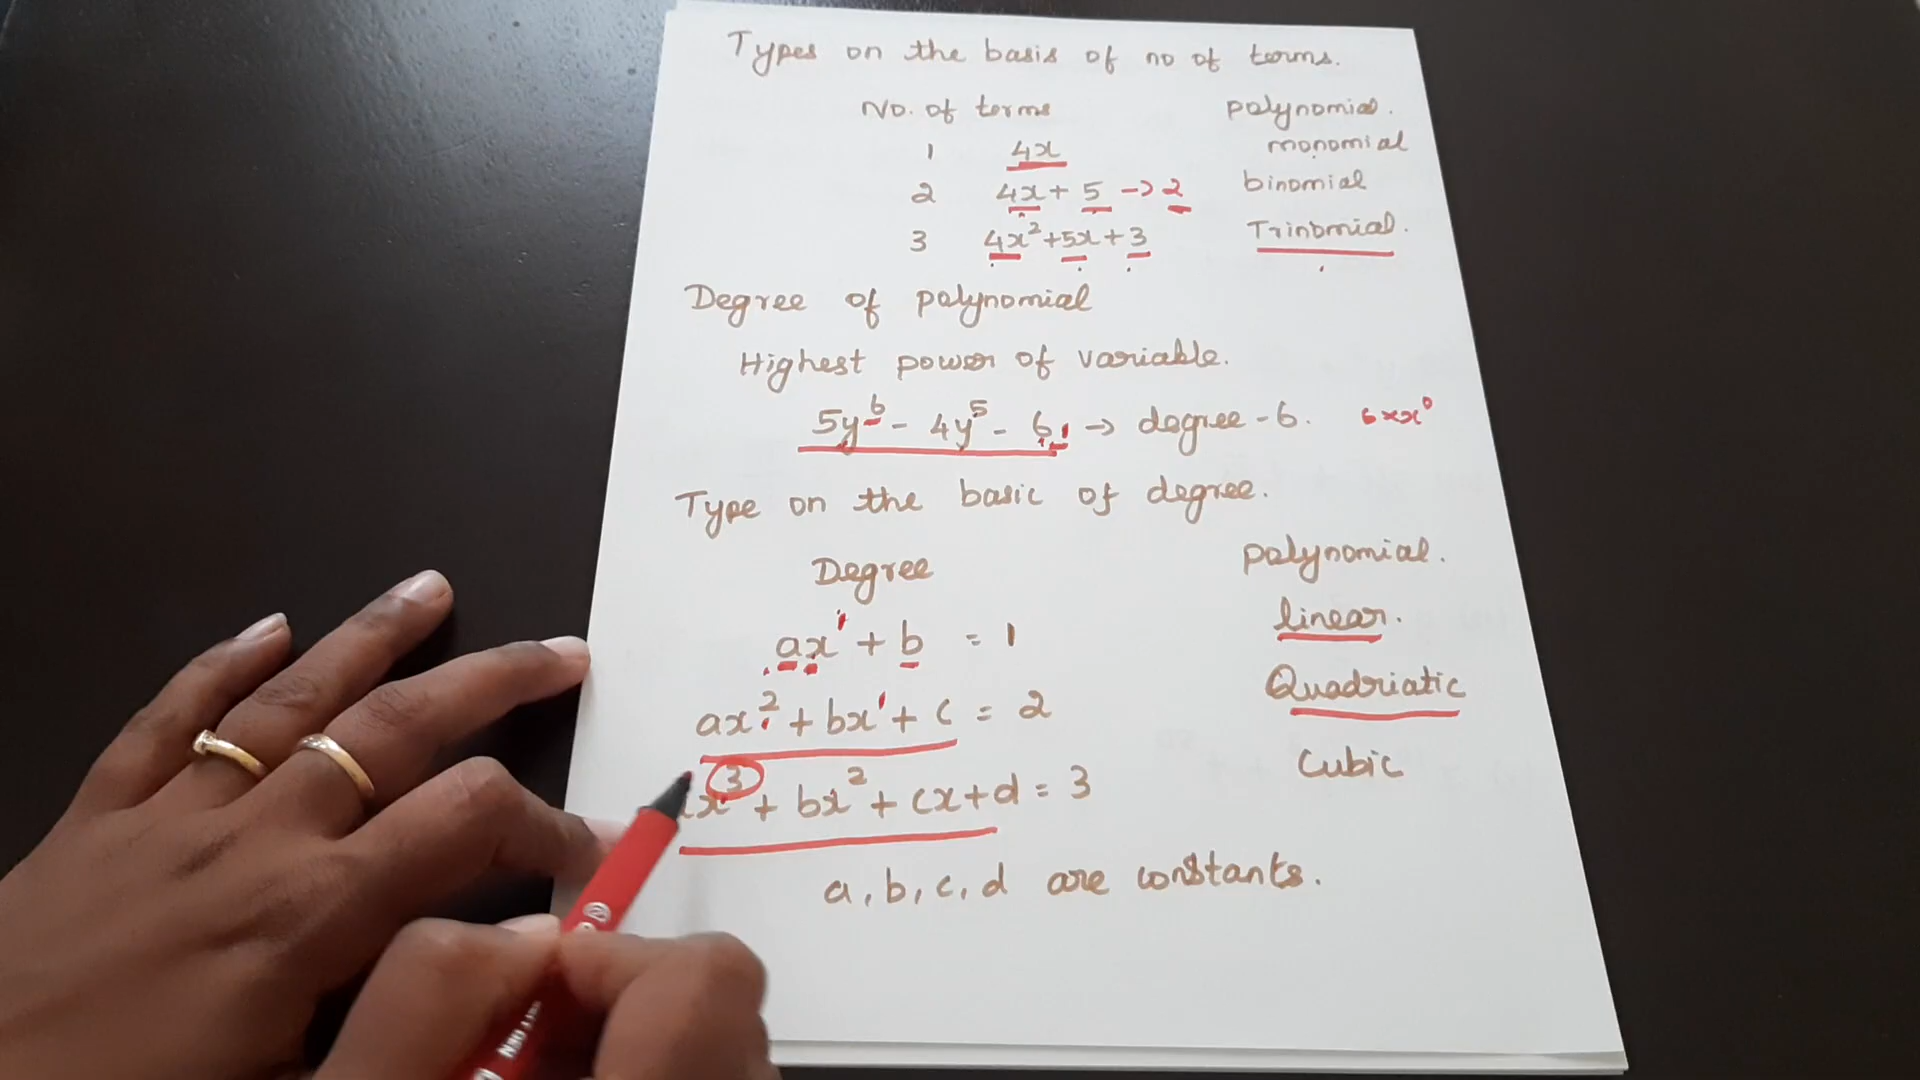 Types on the basis of no of terms.
No. of terms polynomial.
1 4x monomial
2 4x + 5 -> 2 binomial
3 4x² + 5x + 3 Trinomial.
Degree of polynomial
Highest power of variable.
5y⁶ - 4y⁵ - 6 → degree - 6. 6×x⁰
Type on the basic of degree.
Degree polynomial.
ax¹ + b = 1 linear.
ax² + bx¹ + c = 2 Quadriatic
x³ + bx² + cx + d = 3 Cubic
a, b, c, d are constants.